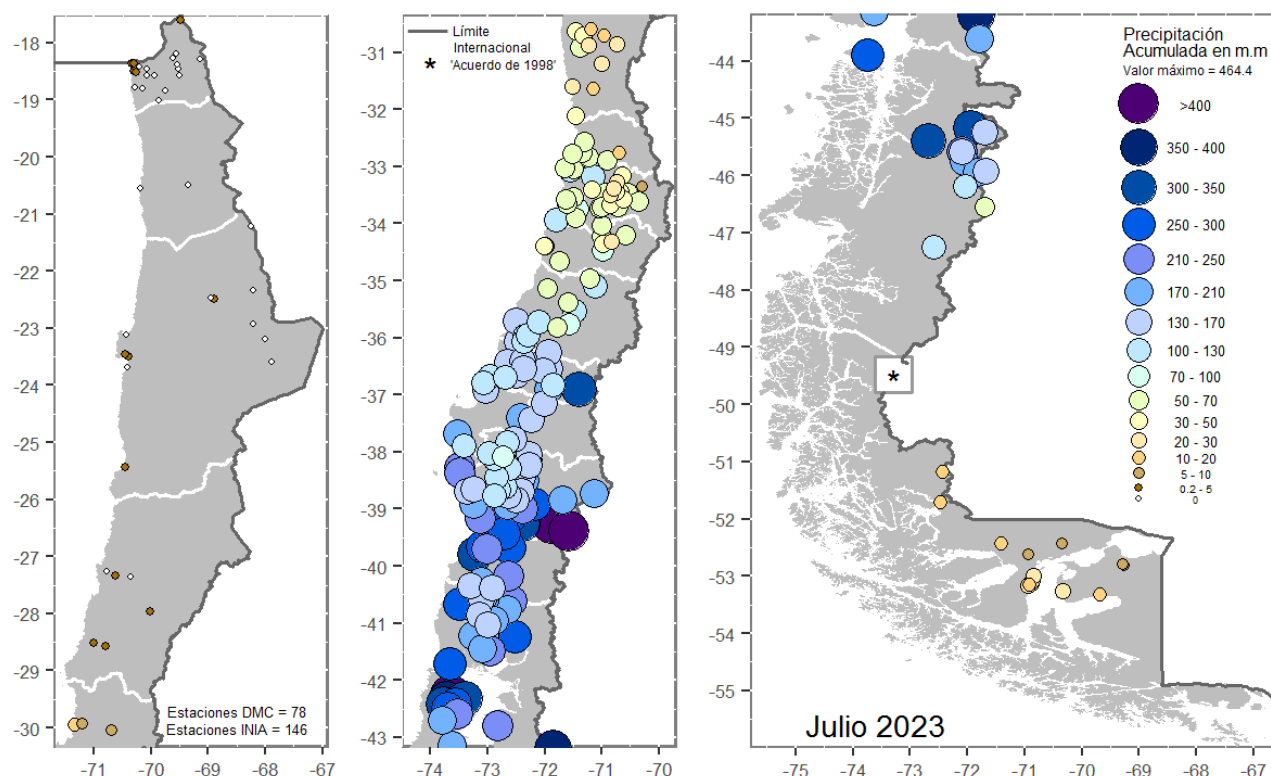 -18
-19
-20
-21
-22
-23
-24
-25
-26
-27
-28
-29
-30
-71
-70
-69
-68
-67
Estaciones DMC = 78
Estaciones INIA = 146
-31
-32
-33
-34
-35
-36
-37
-38
-39
-40
-41
-42
-43
-74
-73
-72
-71
-70
Límite
Internacional
* 'Acuerdo de 1998'
-44
-45
-46
-47
-48
-49
-50
-51
-52
-53
-54
-55
-75
-74
-73
-72
-71
-70
-69
-68
-67
*
Julio 2023
Precipitación
Acumulada en m.m
Valor máximo = 464.4
>400
350 - 400
300 - 350
250 - 300
210 - 250
170 - 210
130 - 170
100 - 130
70 - 100
50 - 70
30 - 50
20 - 30
10 - 20
5 - 10
0.2 - 5
0